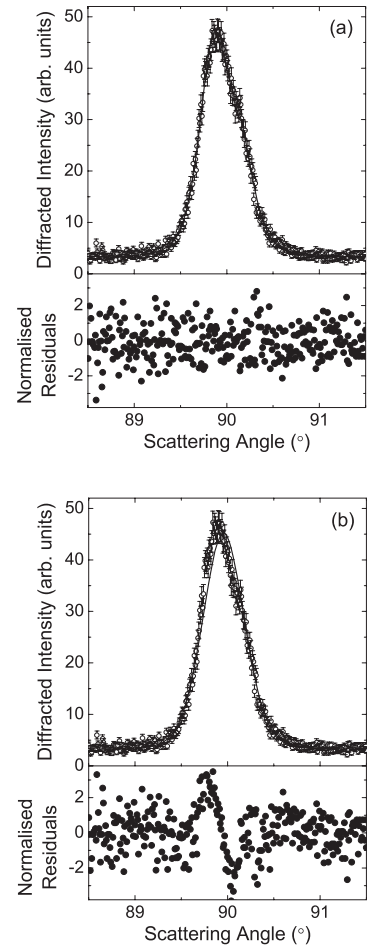 (a)
Diffracted Intensity (arb. units)
50
40
30
20
10
0
Normalised
Residuals
2
0
-2
89 90 91
Scattering Angle (°)
(b)
Diffracted Intensity (arb. units)
50
40
30
20
10
0
Normalised
Residuals
2
0
-2
89 90 91
Scattering Angle (°)